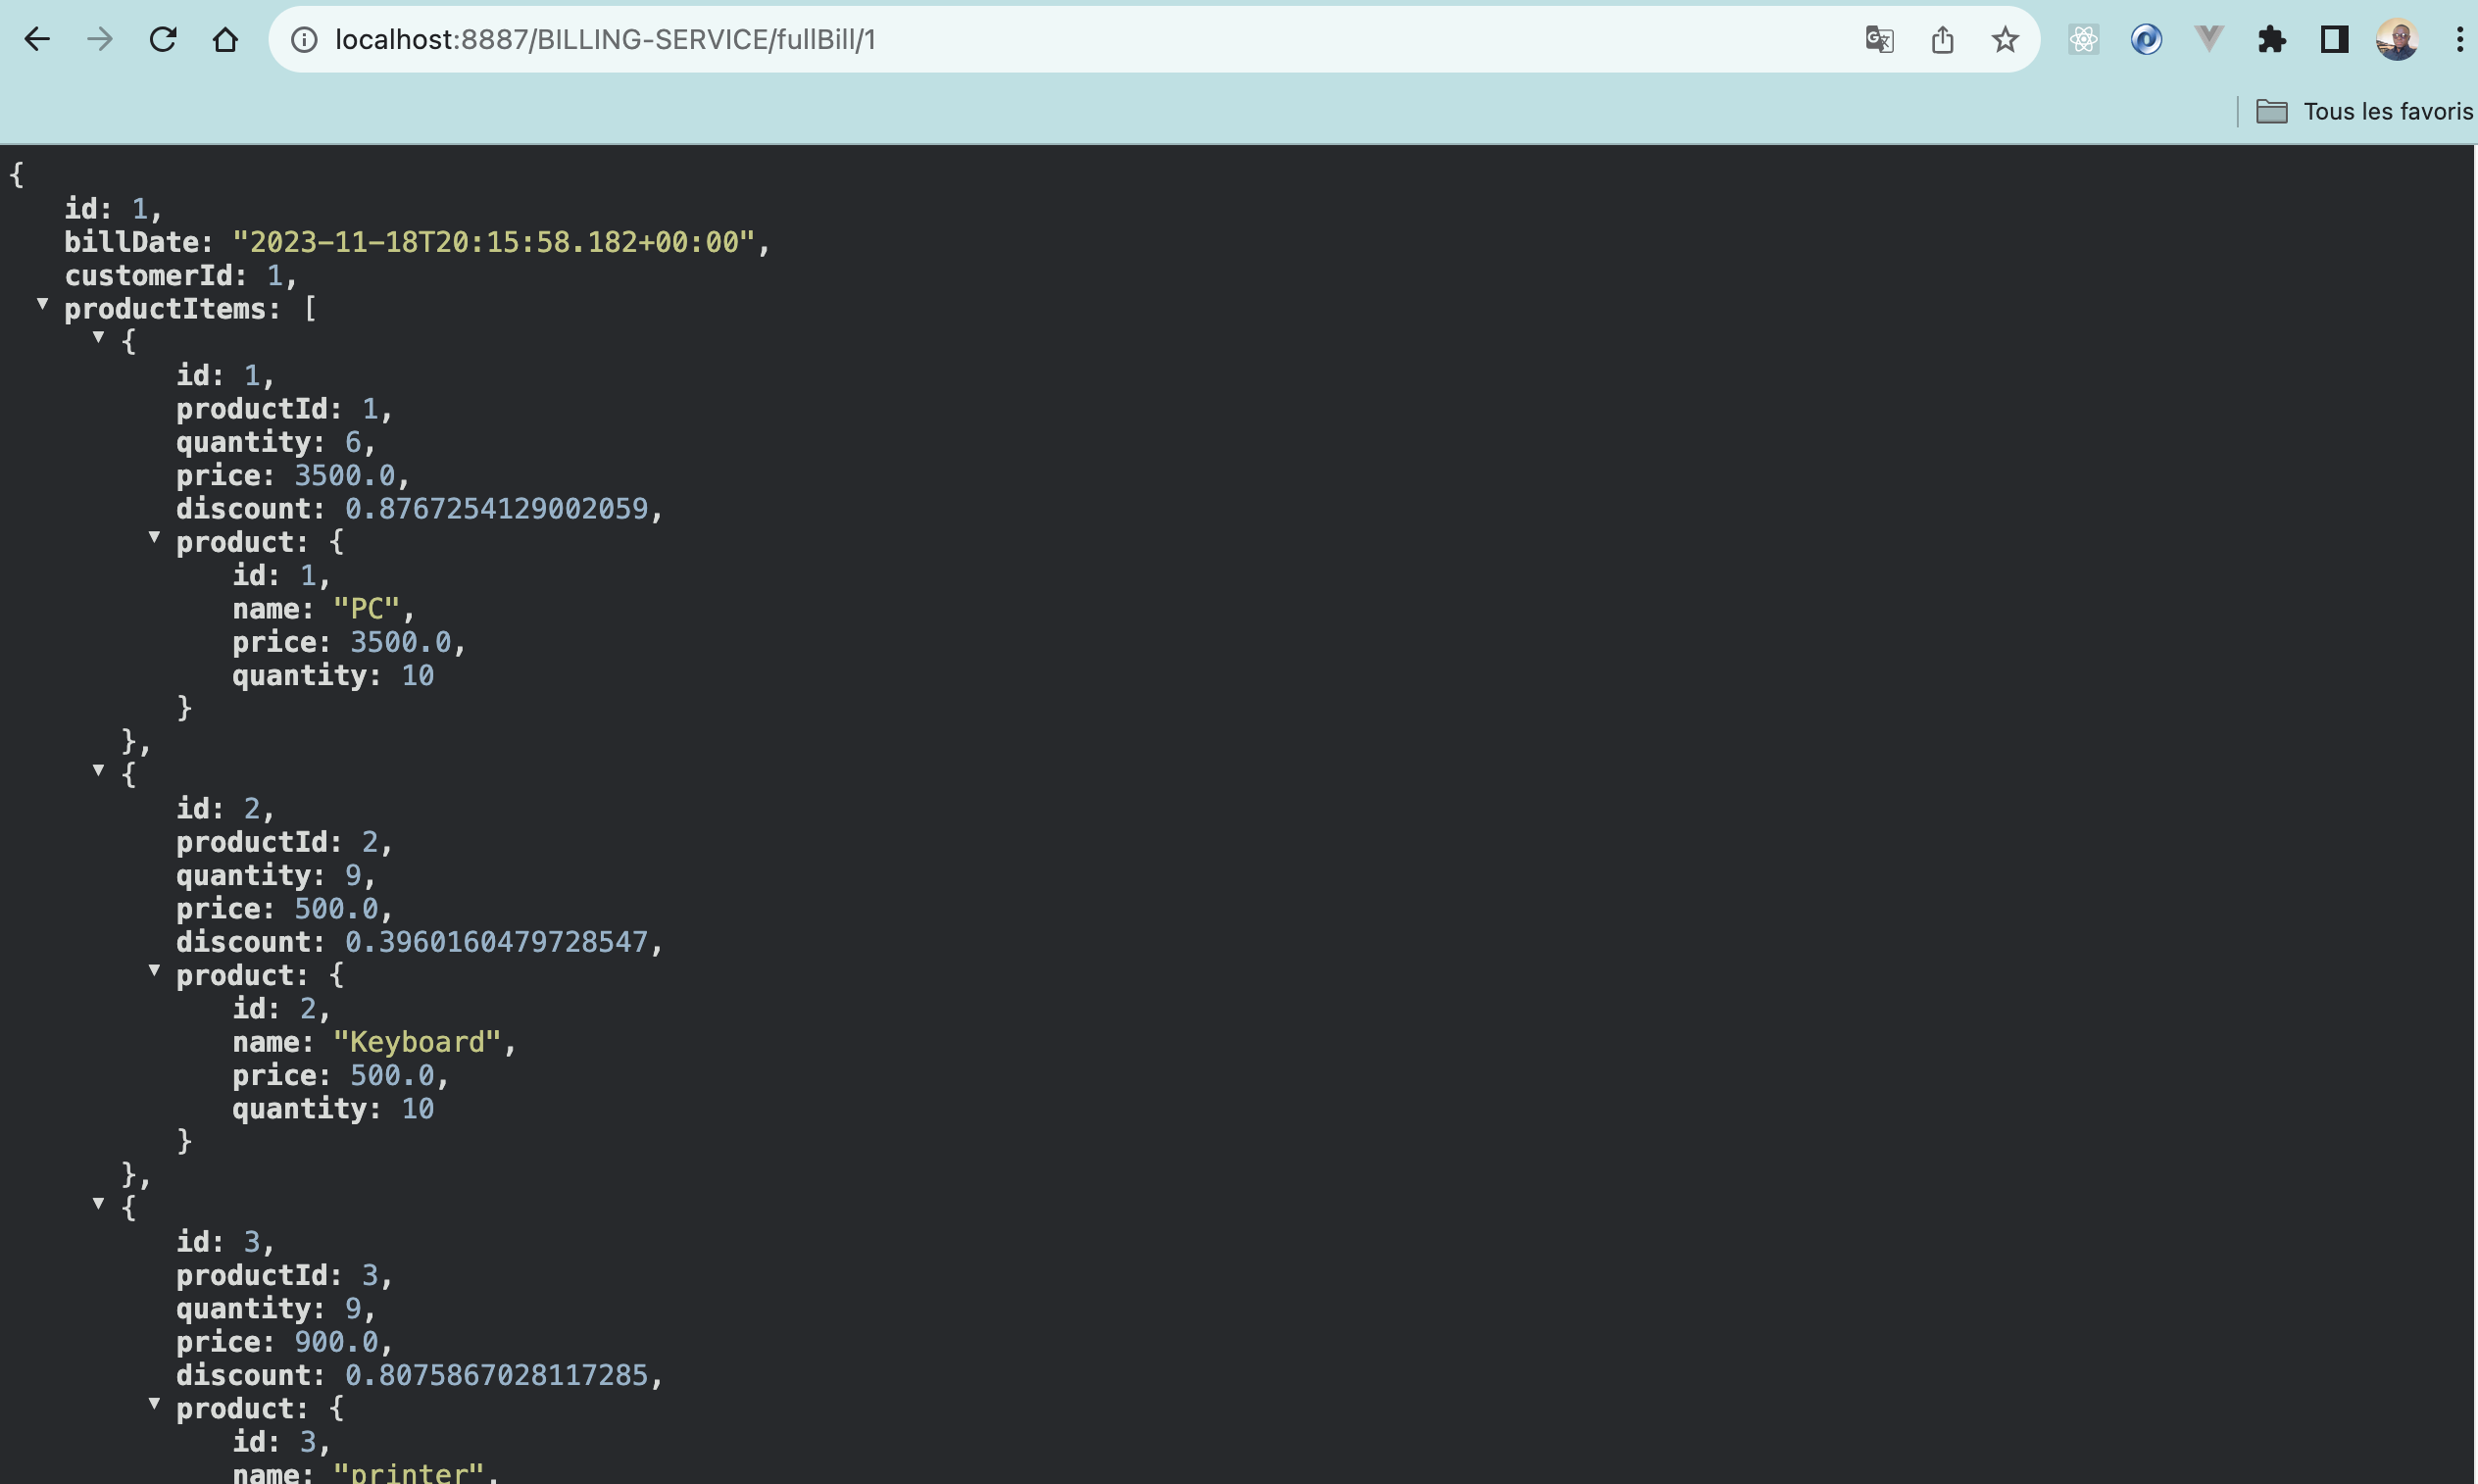 localhost:8887/BILLING-SERVICE/fullBill/1
Tous les favoris
{
id: 1,
billDate: "2023-11-18T20:15:58.182+00:00",
customerId: 1,
productItems: [
{
id: 1,
productId: 1,
quantity: 6,
price: 3500.0,
discount: 0.8767254129002059,
product: {
id: 1,
name: "PC",
price: 3500.0,
quantity: 10
}
},
{
id: 2,
productId: 2,
quantity: 9,
price: 500.0,
discount: 0.3960160479728547,
product: {
id: 2,
name: "Keyboard",
price: 500.0,
quantity: 10
}
},
{
id: 3,
productId: 3,
quantity: 9,
price: 900.0,
discount: 0.8075867028117285,
product: {
id: 3,
name: "printer",